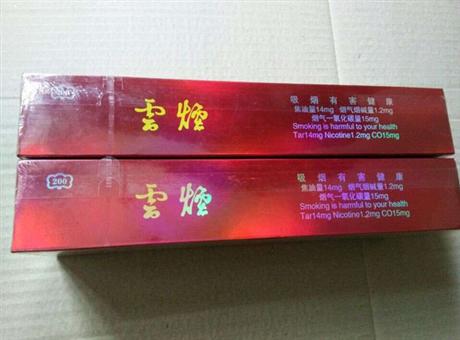 雲煙
吸烟有害健康
焦油量14mg 烟气烟碱量1.2mg
烟气一氧化碳量15mg
Smoking is harmful to your health
Tar14mg Nicotine1.2mg CO15mg
200
雲煙
吸烟有害健康
焦油量14mg 烟气烟碱量1.2mg
烟气一氧化碳量15mg
Smoking is harmful to your health
Tar14mg Nicotine1.2mg CO15mg